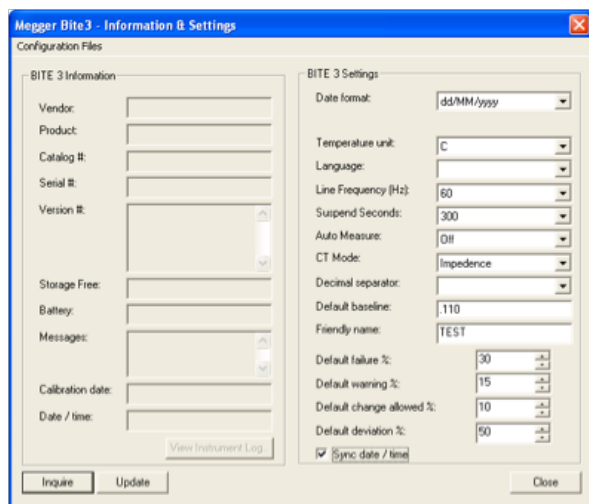 Megger Bite3 - Information & Settings
Configuration Files
BITE 3 Information
Vendor:
Product:
Catalog #:
Serial #:
Version #:
Storage Free:
Battery:
Messages:
Calibration date:
Date / time:
View Instrument Log
Inquire
Update
BITE 3 Settings
Date format: dd/MM/yyyy
Temperature unit: C
Language:
Line Frequency (Hz): 60
Suspend Seconds: 300
Auto Measure: Off
CT Mode: Impedence
Decimal separator:
Default baseline: .110
Friendly name: TEST
Default failure %: 30
Default warning %: 15
Default change allowed %: 10
Default deviation %: 50
Sync date / time
Close